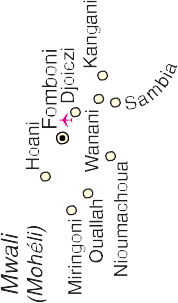 Mwali
(Mohéli)
Hoani
Fomboni
Djoiezi
Kangani
Wanani
Sambia
Miringoni
Ouallah
Nioumachoua